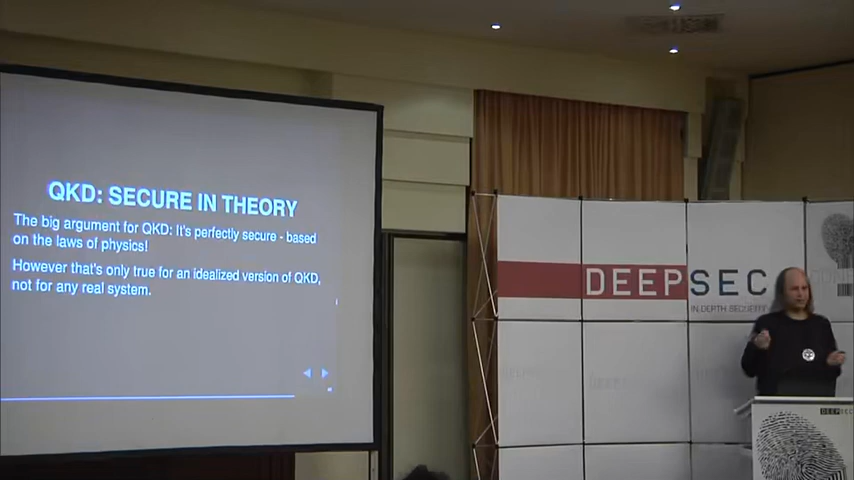 QKD: SECURE IN THEORY
The big argument for QKD: It's perfectly secure - based
on the laws of physics!
However that's only true for an idealized version of QKD,
not for any real system.
DEEPSEC
IN DEPTH SECURITY
DEEPSEC